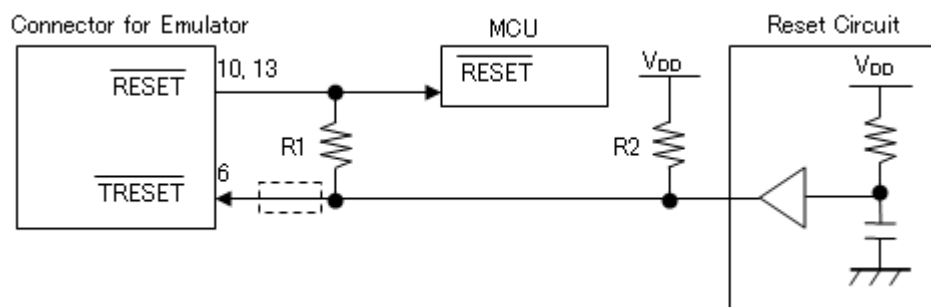 Connector for Emulator
MCU
Reset Circuit
RESET
10, 13
RESET
VDD
VDD
R1
R2
TRESET
6